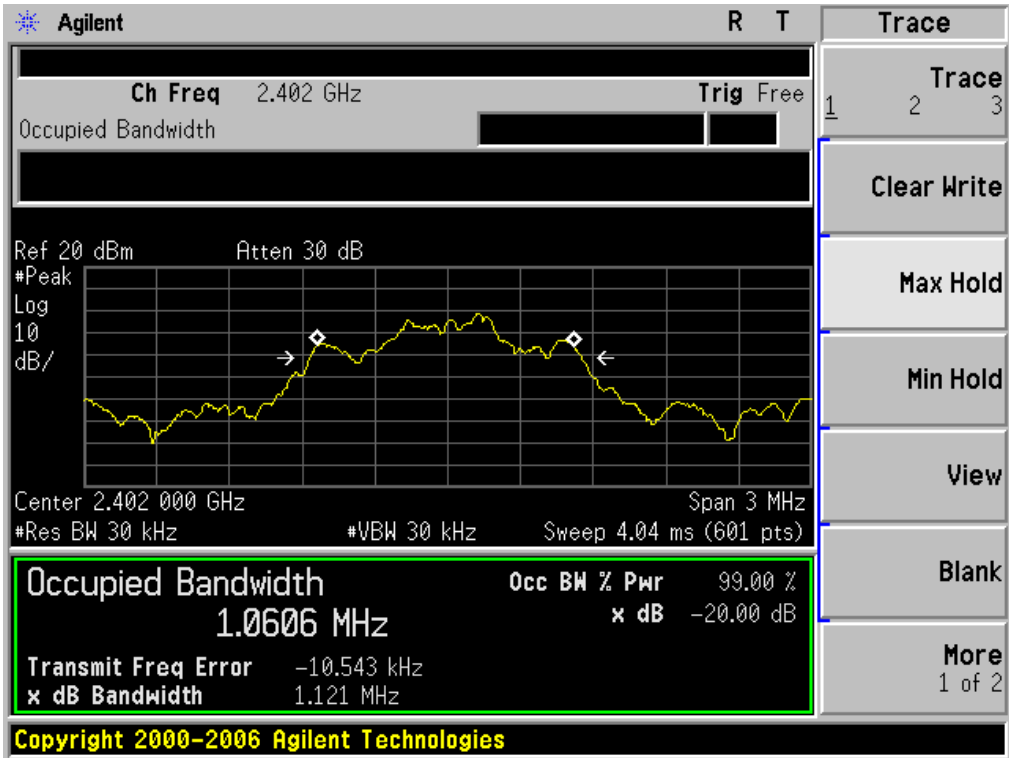 Agilent R T Trace
Ch Freq 2.402 GHz Trig Free
Occupied Bandwidth
Trace
1 2 3
Clear Write
Max Hold
Min Hold
View
Blank
More
1 of 2
Ref 20 dBm Atten 30 dB
#Peak
Log
10
dB/
Center 2.402 000 GHz Span 3 MHz
#Res BW 30 kHz #VBW 30 kHz Sweep 4.04 ms (601 pts)
Occupied Bandwidth Occ BW % Pwr 99.00 %
1.0606 MHz x dB -20.00 dB
Transmit Freq Error -10.543 kHz
x dB Bandwidth 1.121 MHz
Copyright 2000-2006 Agilent Technologies